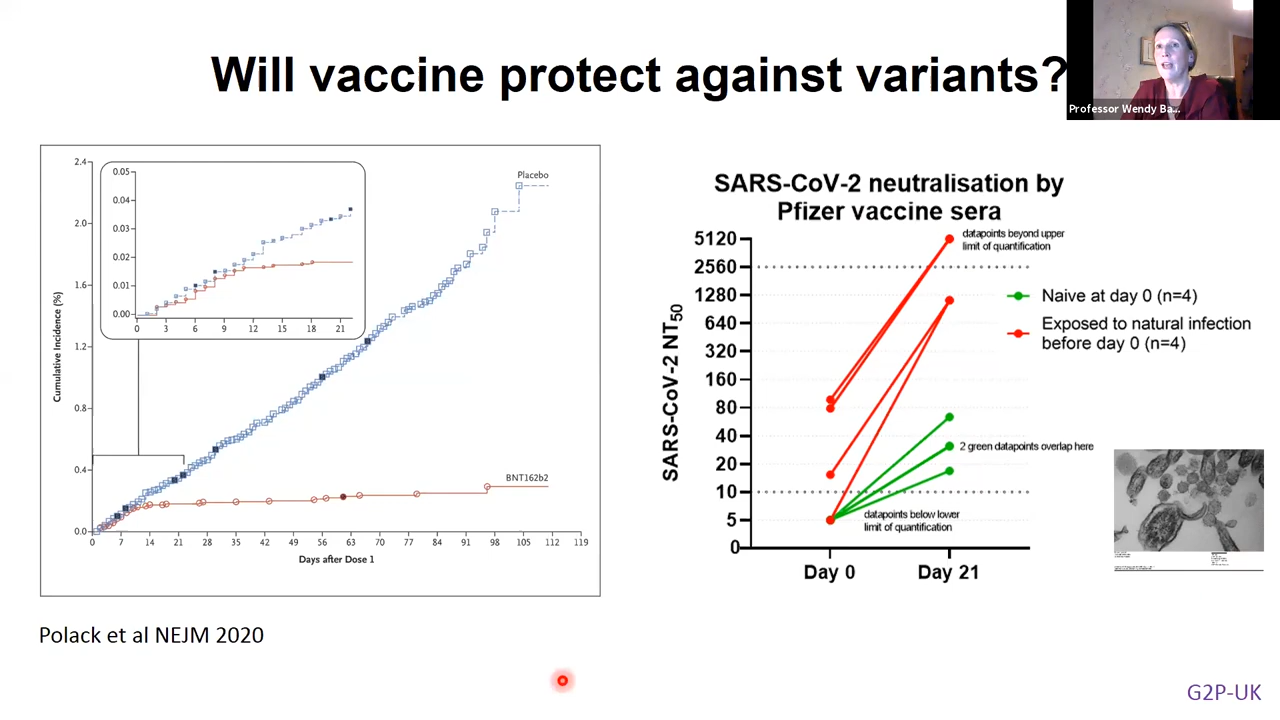 Will vaccine protect against variants?
Professor Wendy Ba...
2.4
2.0
1.6
1.2
0.8
0.4
0.0
Cumulative Incidence (%)
0.05
0.04
0.03
0.02
0.01
0.00
0 3 6 9 12 15 18 21
Placebo
BNT162b2
0 7 14 21 28 35 42 49 56 63 70 77 84 91 98 105 112 119
Days after Dose 1
Polack et al NEJM 2020
SARS-CoV-2 neutralisation by
Pfizer vaccine sera
SARS-CoV-2 NT50
5120
2560
1280
640
320
160
80
40
20
10
5
0
datapoints beyond upper
limit of quantification
Naive at day 0 (n=4)
Exposed to natural infection
before day 0 (n=4)
2 green datapoints overlap here
datapoints below lower
limit of quantification
Day 0 Day 21
G2P-UK